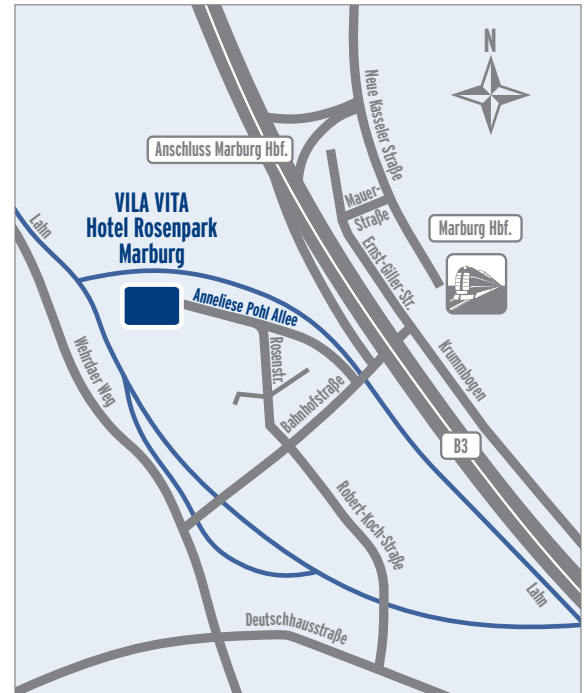 N
Neue Kasseler Straße
Anschluss Marburg Hbf.
Mauer-
Straße
Marburg Hbf.
Lahn
VILA VITA
Hotel Rosenpark
Marburg
Ernst-Giller-Str.
Anneliese Pohl Allee
Rosenstr.
Wehrdaer Weg
Krummbogen
Bahnhofstraße
B3
Robert-Koch-Straße
Lahn
Deutschhausstraße